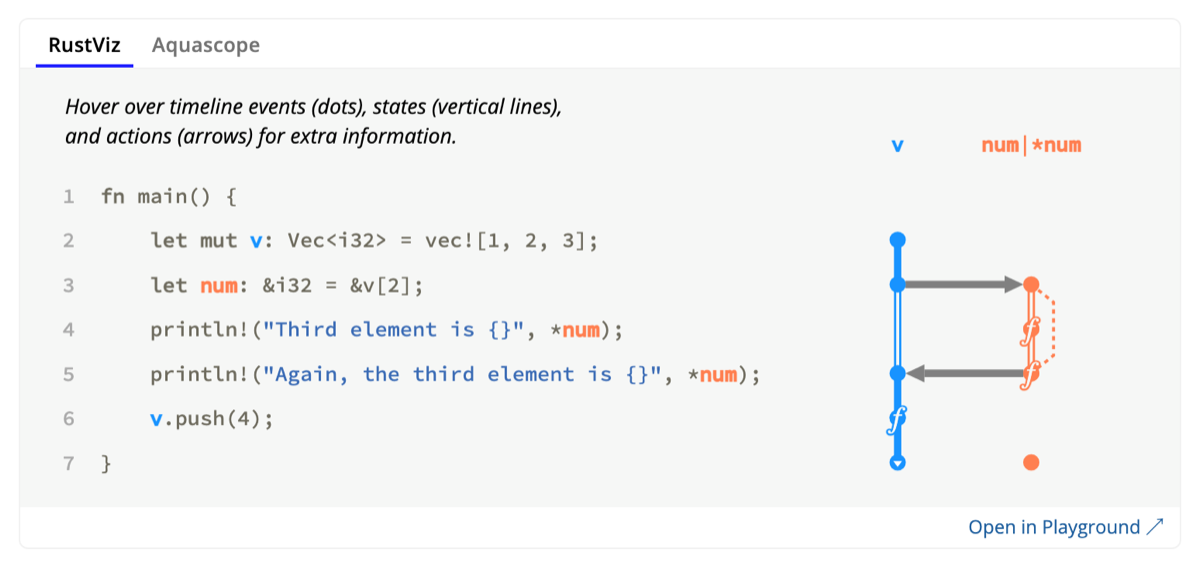 RustViz Aquascope
Hover over timeline events (dots), states (vertical lines),
and actions (arrows) for extra information.
v num|*num
1 fn main() {
2     let mut v: Vec<i32> = vec![1, 2, 3];
3     let num: &i32 = &v[2];
4     println!("Third element is {}", *num);
5     println!("Again, the third element is {}", *num);
6     v.push(4);
7 }
f
f
f
Open in Playground ↗